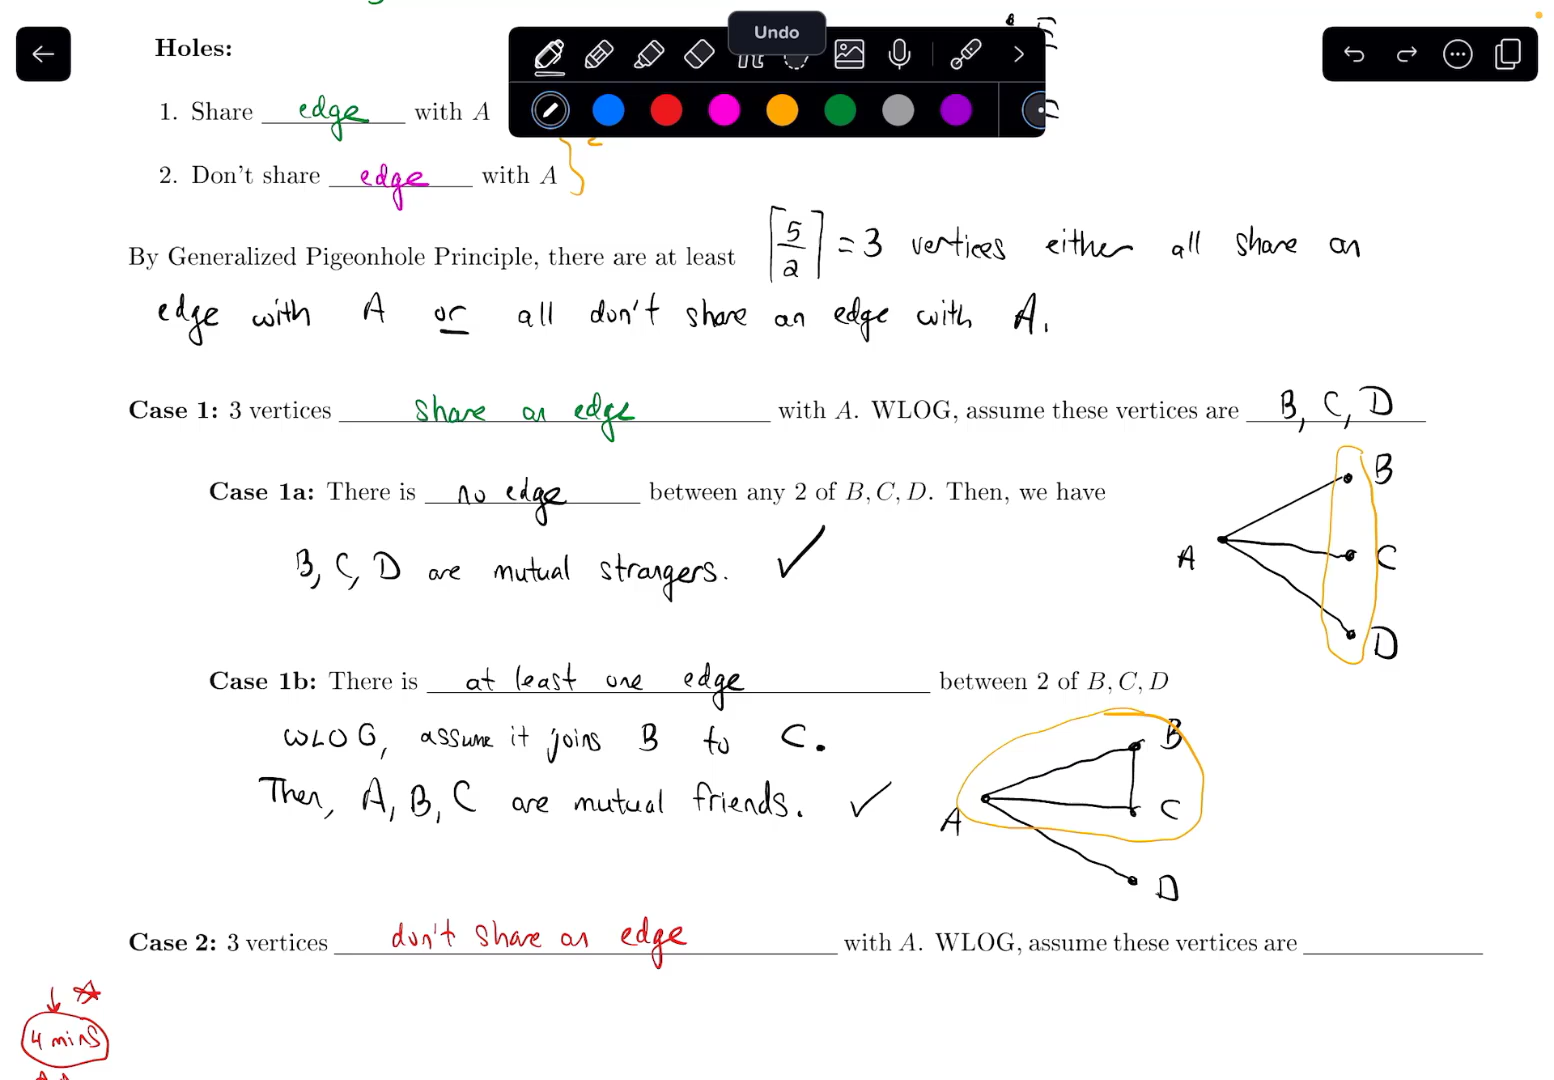 Undo
Holes:
1. Share edge with A
2. Don't share edge with A
By Generalized Pigeonhole Principle, there are at least ⌈5/2⌉ = 3 vertices either all share an
edge with A or all don't share an edge with A.
Case 1: 3 vertices share an edge with A. WLOG, assume these vertices are B, C, D
Case 1a: There is no edge between any 2 of B, C, D. Then, we have
B, C, D are mutual strangers. ✓
A B C D
Case 1b: There is at least one edge between 2 of B, C, D
WLOG, assume it joins B to C.
Then, A, B, C are mutual friends. ✓
A B C D
Case 2: 3 vertices don't share an edge with A. WLOG, assume these vertices are
4 mins